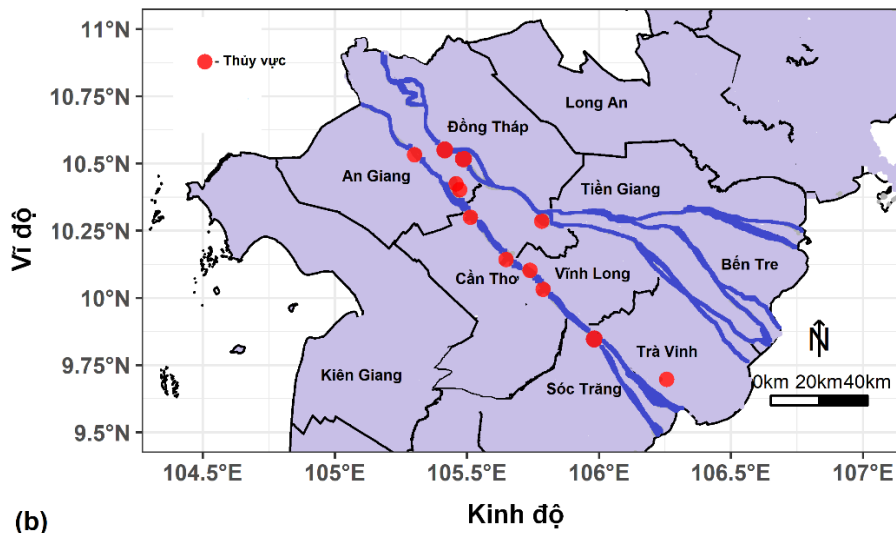 11°N
- Thủy vực
Long An
10.75°N
Đồng Tháp
10.5°N
An Giang
Tiền Giang
10.25°N
Vĩ độ
Bến Tre
Cần Thơ
Vĩnh Long
10°N
N
9.75°N
Trà Vinh
Kiên Giang
Sóc Trăng
0km 20km40km
9.5°N
104.5°E 105°E 105.5°E 106°E 106.5°E 107°E
(b)
Kinh độ